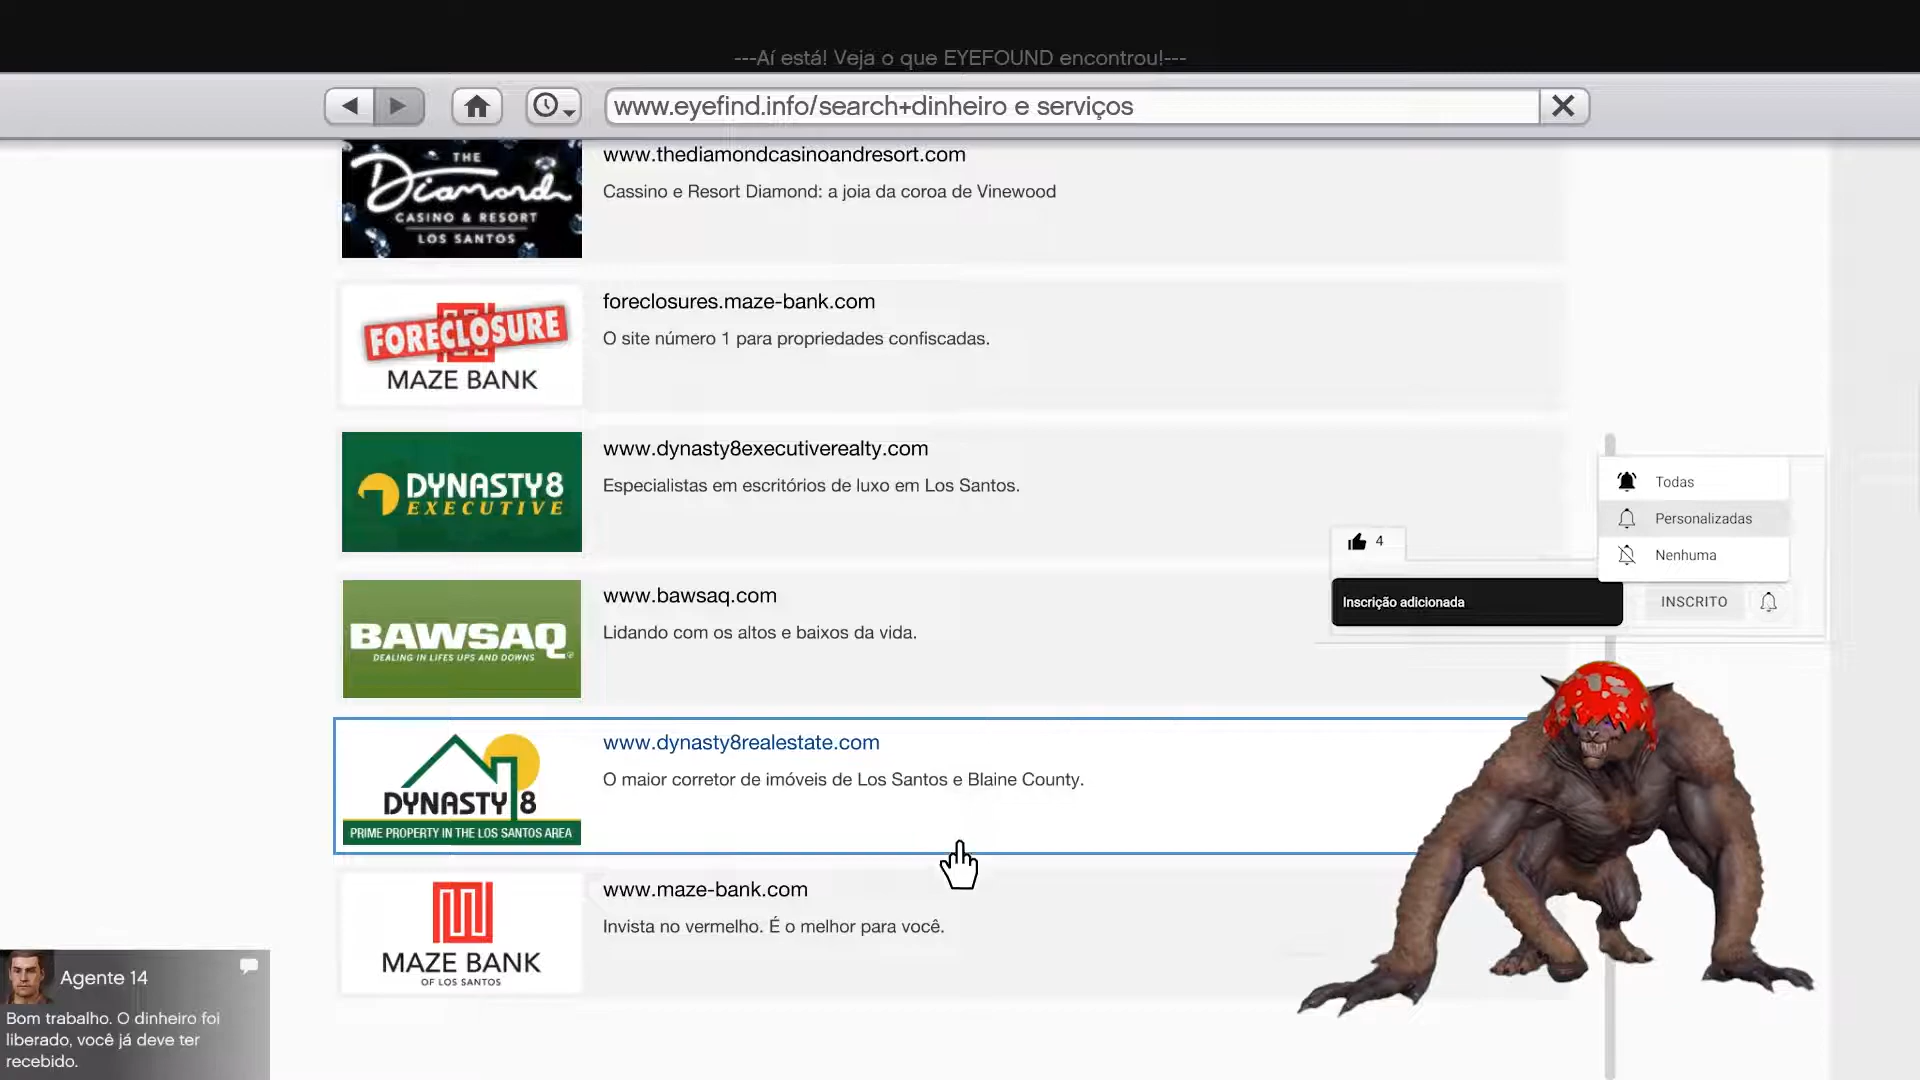 ---Aí está! Veja o que EYEFOUND encontrou!---
www.eyefind.info/search+dinheiro e serviços
THE
Diamond
CASINO & RESORT
LOS SANTOS
www.thediamondcasinoandresort.com
Cassino e Resort Diamond: a joia da coroa de Vinewood
FORECLOSURE
MAZE BANK
foreclosures.maze-bank.com
O site número 1 para propriedades confiscadas.
DYNASTY8
EXECUTIVE
www.dynasty8executiverealty.com
Especialistas em escritórios de luxo em Los Santos.
Todas
Personalizadas
Nenhuma
4
Inscrição adicionada
INSCRITO
BAWSAQ
DEALING IN LIFES UPS AND DOWNS
www.bawsaq.com
Lidando com os altos e baixos da vida.
DYNASTY 8
PRIME PROPERTY IN THE LOS SANTOS AREA
www.dynasty8realestate.com
O maior corretor de imóveis de Los Santos e Blaine County.
MAZE BANK
OF LOS SANTOS
www.maze-bank.com
Invista no vermelho. É o melhor para você.
Agente 14
Bom trabalho. O dinheiro foi
liberado, você já deve ter
recebido.